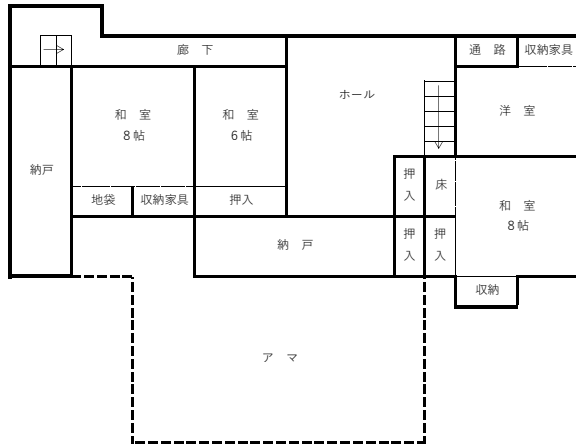 廊　下
通　路
収納家具
ホール
和　室
8帖
和　室
6帖
洋　室
納戸
押
入
床
和　室
8帖
地袋
収納家具
押入
納　戸
押
入
押
入
収納
ア　マ